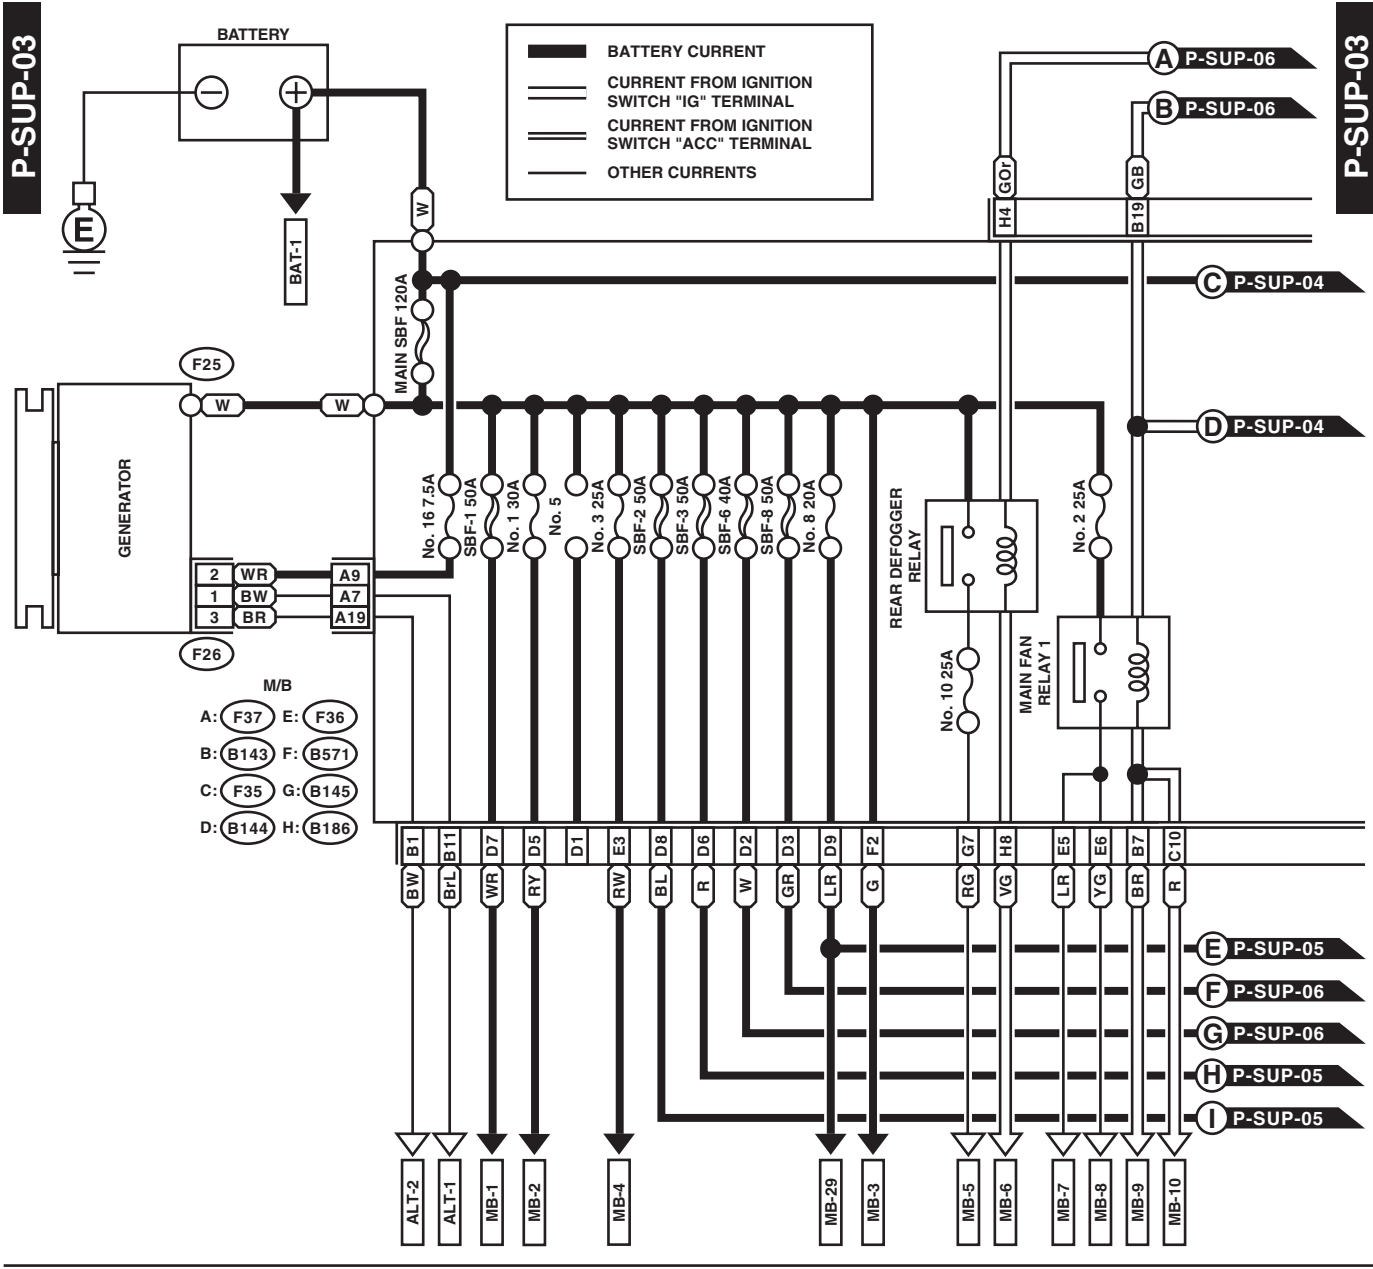 P-SUP-03
P-SUP-03
BATTERY
BATTERY CURRENT
CURRENT FROM IGNITION
SWITCH "IG" TERMINAL
CURRENT FROM IGNITION
SWITCH "ACC" TERMINAL
OTHER CURRENTS
A P-SUP-06
B P-SUP-06
GOr
GB
H4
B19
W
E
BAT-1
C P-SUP-04
MAIN SBF 120A
F25
W
W
D P-SUP-04
GENERATOR
No. 16 7.5A
SBF-1 50A
No. 1 30A
No. 5
No. 3 25A
SBF-2 50A
SBF-3 50A
SBF-6 40A
SBF-8 50A
No. 8 20A
REAR DEFOGGER
RELAY
No. 2 25A
2 WR A9
1 BW A7
3 BR A19
F26
No. 10 25A
MAIN FAN
RELAY 1
M/B
A: F37 E: F36
B: B143 F: B571
C: F35 G: B145
D: B144 H: B186
B1 B11 D7 D5 D1 E3 D8 D6 D2 D3 D9 F2 G7 H8 E5 E6 B7 C10
BW BrL WR RY RW BL R W GR LR G RG VG LR YG BR R
E P-SUP-05
F P-SUP-06
G P-SUP-06
H P-SUP-05
I P-SUP-05
ALT-2 ALT-1 MB-1 MB-2 MB-4 MB-29 MB-3 MB-5 MB-6 MB-7 MB-8 MB-9 MB-10